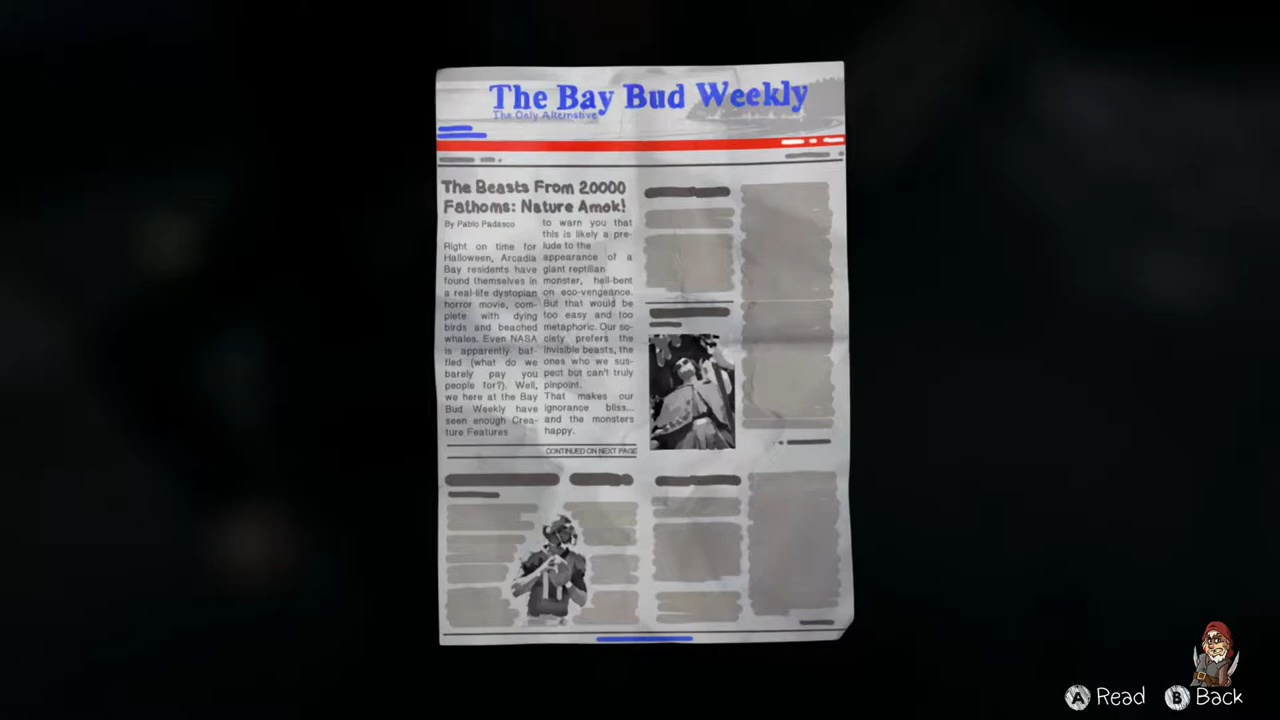 The Bay Bud Weekly
The Only Alternative
The Beasts From 20000
Fathoms: Nature Amok!
By Pablo Padasco
Right on time for
Halloween, Arcadia
Bay residents have
found themselves in
a real-life dystopian
horror movie, com-
plete with dying
birds and beached
whales. Even NASA
is apparently baf-
fled (what do we
barely pay you
people for?). Well,
we here at the Bay
Bud Weekly have
seen enough Crea-
ture Features
to warn you that
this is likely a pre-
lude to the
appearance of a
giant reptilian
monster, hell-bent
on eco-vengeance.
But that would be
too easy and too
metaphoric. Our so-
ciety prefers the
invisible beasts, the
ones who we sus-
pect but can't truly
pinpoint.
That makes our
ignorance bliss...
and the monsters
happy.
CONTINUED ON NEXT PAGE
A Read B Back